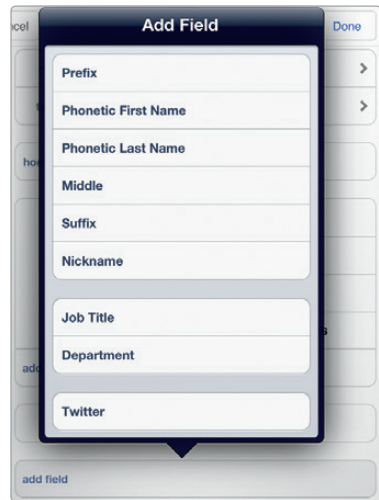 Add Field
Done
Prefix
Phonetic First Name
Phonetic Last Name
Middle
Suffix
Nickname
Job Title
Department
Twitter
add field